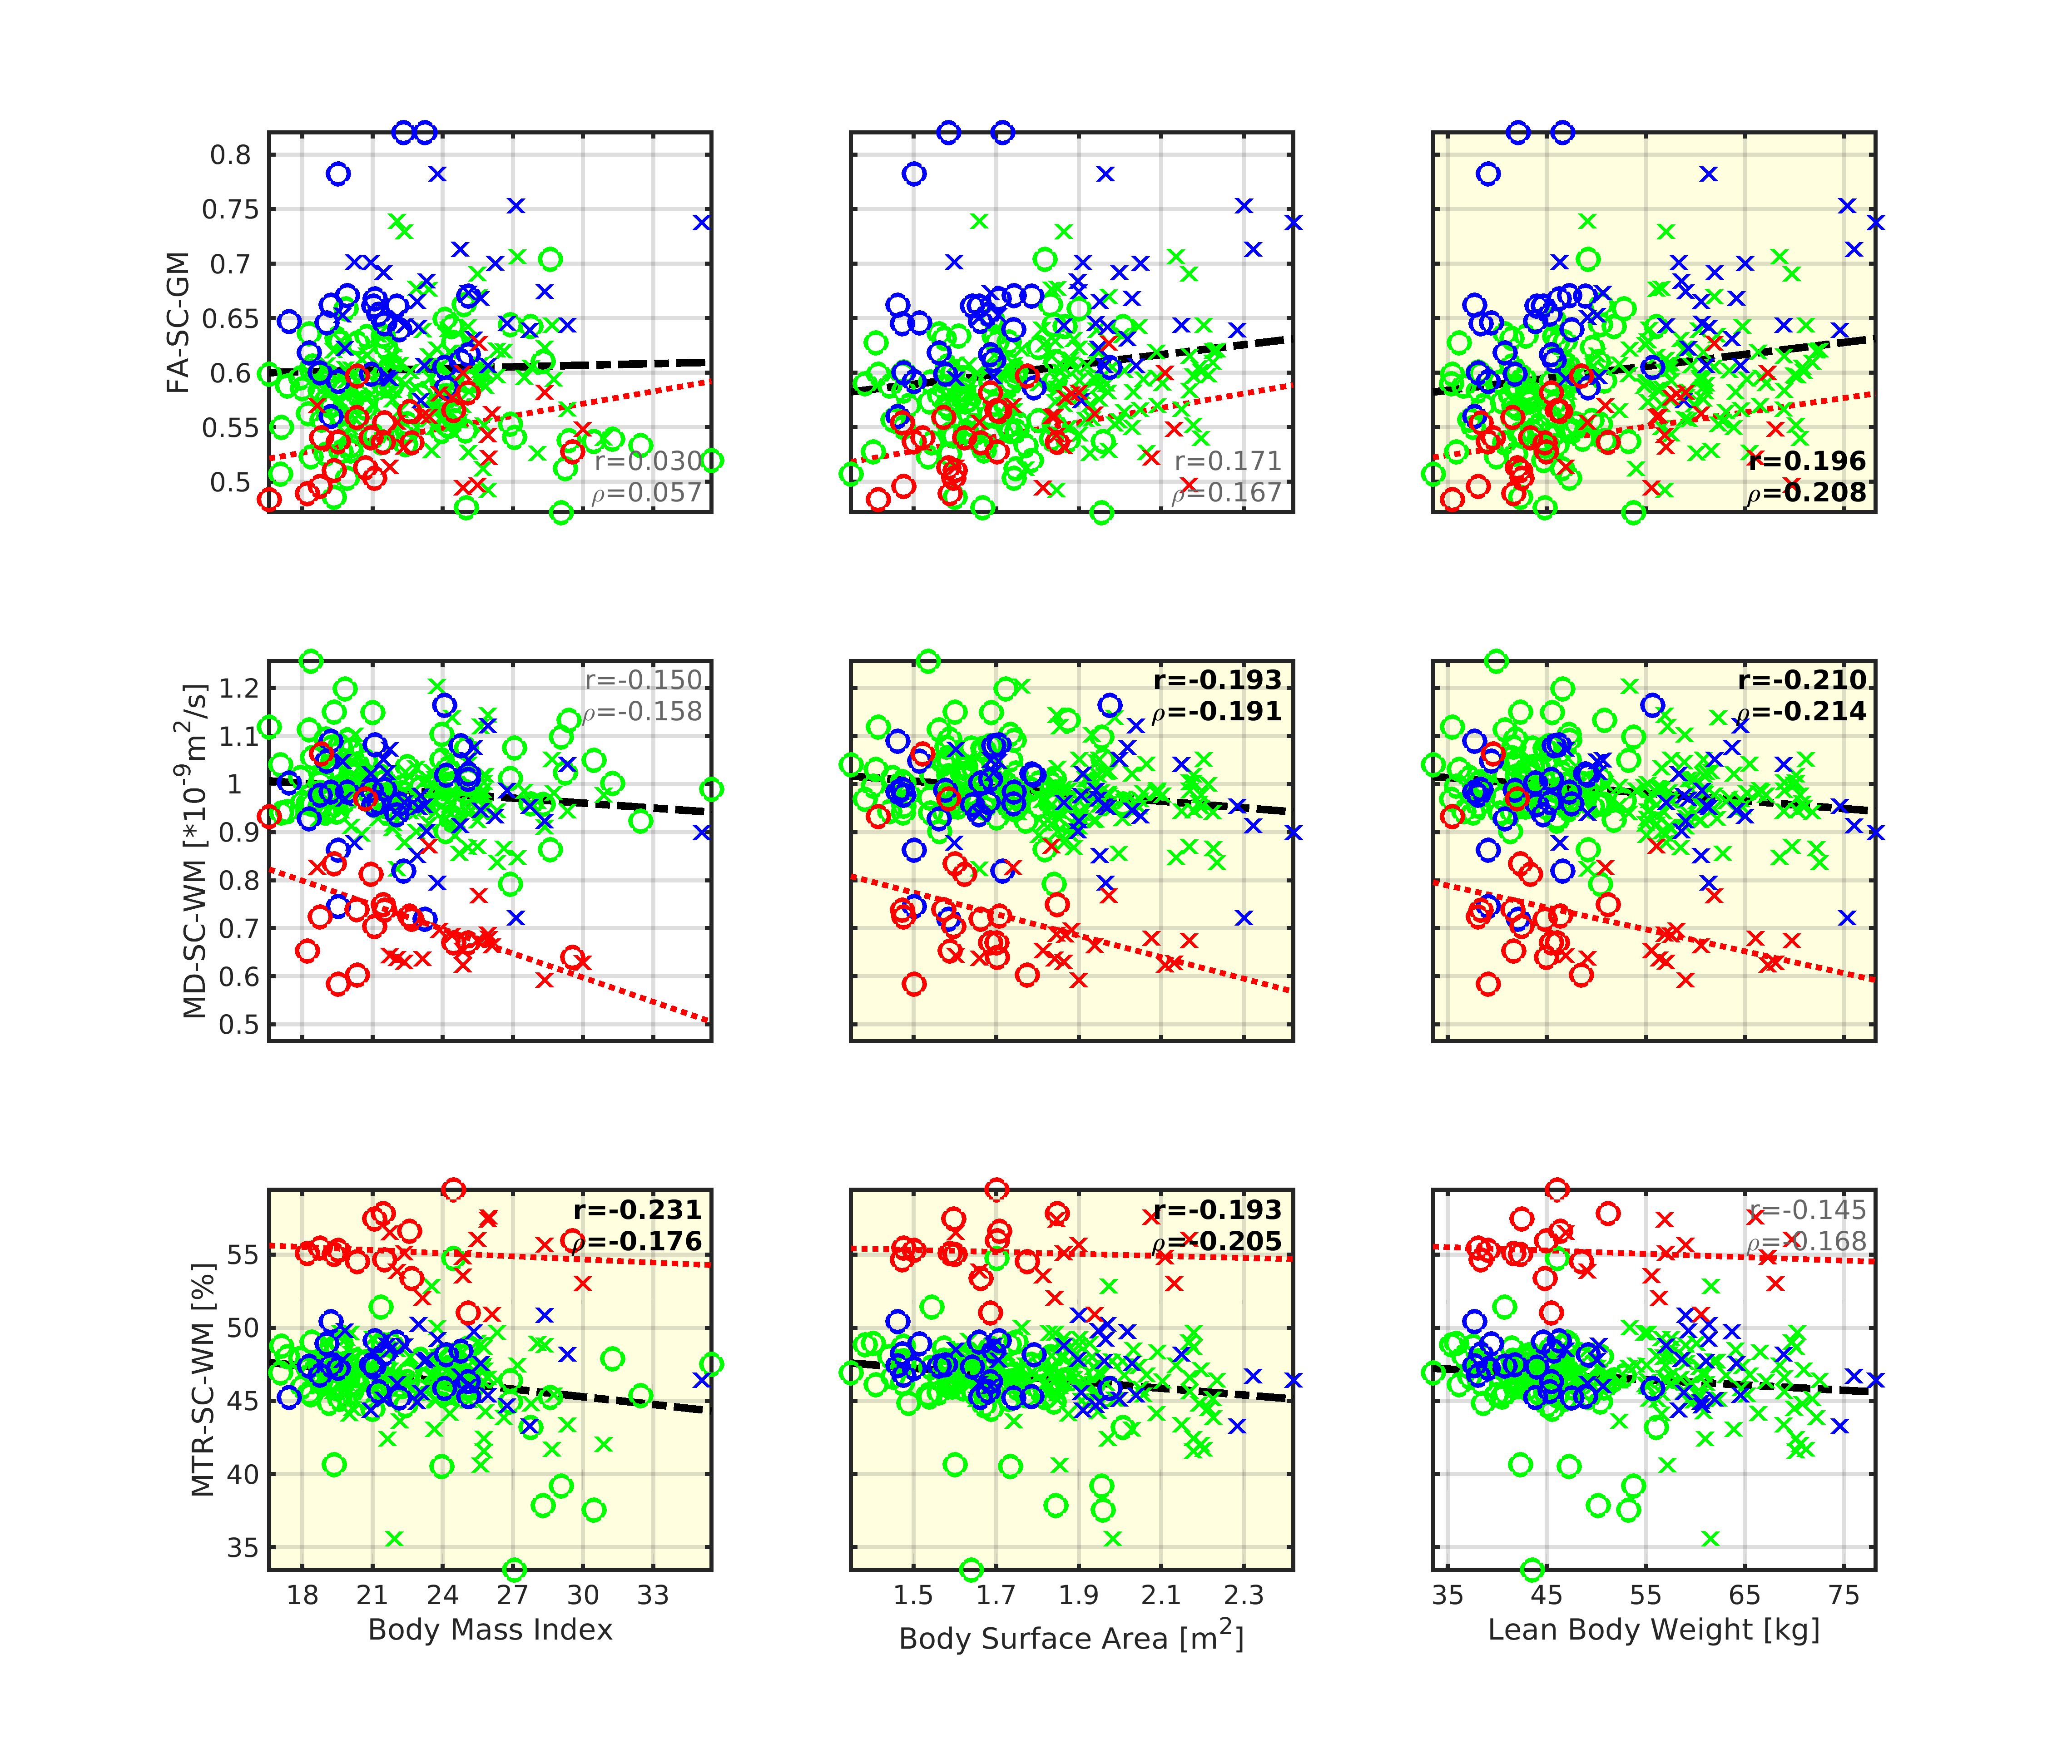 0.8
0.75
0.7
0.65
0.6
0.55
0.5
FA-SC-GM
r=0.030
ρ=0.057
r=0.171
ρ=0.167
r=0.196
ρ=0.208
1.2
1.1
1
0.9
0.8
0.7
0.6
0.5
MD-SC-WM [*10⁻⁹m²/s]
r=-0.150
ρ=-0.158
r=-0.193
ρ=-0.191
r=-0.210
ρ=-0.214
55
50
45
40
35
MTR-SC-WM [%]
r=-0.231
ρ=-0.176
r=-0.193
ρ=-0.205
r=-0.145
ρ=-0.168
18 21 24 27 30 33
Body Mass Index
1.5 1.7 1.9 2.1 2.3
Body Surface Area [m²]
35 45 55 65 75
Lean Body Weight [kg]